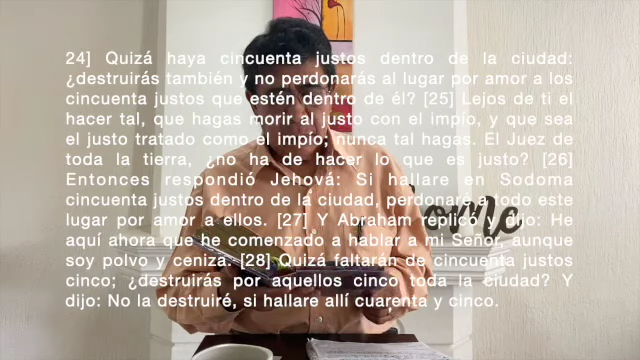 24] Quizá haya cincuenta justos dentro de la ciudad:
¿destruirás también y no perdonarás al lugar por amor a los
cincuenta justos que estén dentro de él? [25] Lejos de ti el
hacer tal, que hagas morir al justo con el impío, y que sea
el justo tratado como el impío; nunca tal hagas. El Juez de
toda la tierra, ¿no ha de hacer lo que es justo? [26]
Entonces respondió Jehová: Si hallare en Sodoma
cincuenta justos dentro de la ciudad, perdonaré a todo este
lugar por amor a ellos. [27] Y Abraham replicó y dijo: He
aquí ahora que he comenzado a hablar a mi Señor, aunque
soy polvo y ceniza. [28] Quizá faltarán de cincuenta justos
cinco; ¿destruirás por aquellos cinco toda la ciudad? Y
dijo: No la destruiré, si hallare allí cuarenta y cinco.